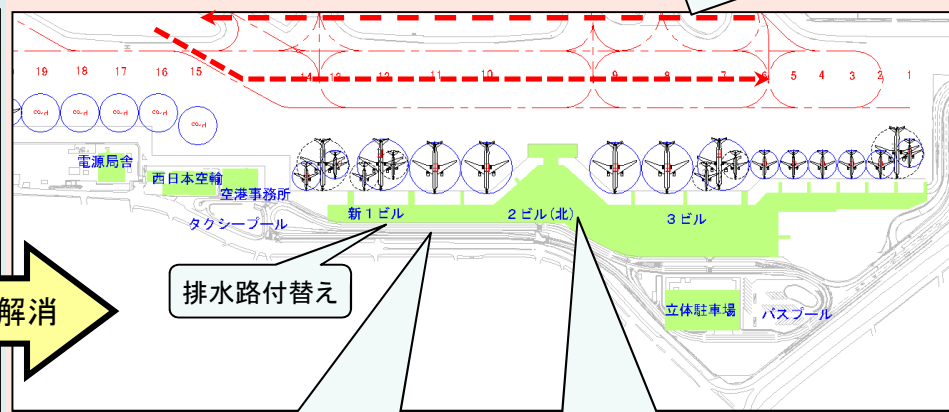 19 18 17 16 15 14 13 12 11 10 9 8 7 6 5 4 3 2 1
電源局舎
西日本空輸
空港事務所
タクシープール
新1ビル
2ビル(北)
3ビル
排水路付替え
解消
立体駐車場
バスプール